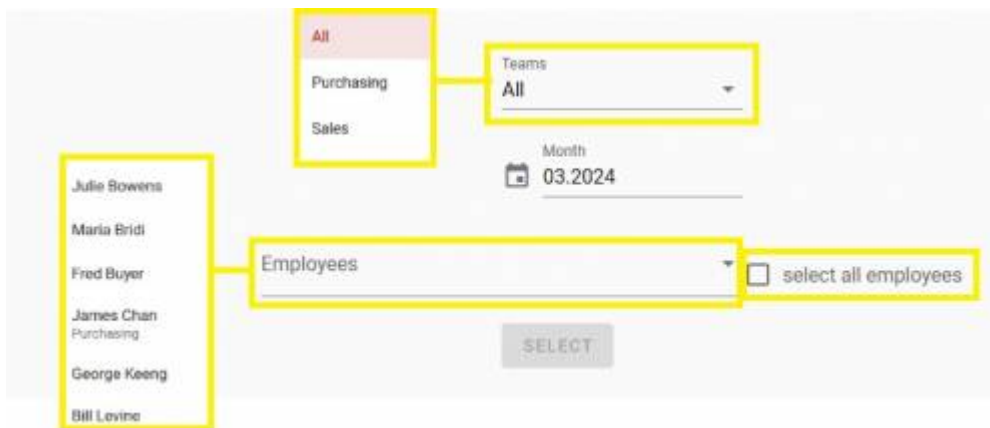 All
Purchasing
Sales
Teams
All
Month
03.2024
Julie Bowens
Maria Bridi
Fred Buyer
James Chan
Purchasing
George Keeng
Bill Levine
Employees
select all employees
SELECT